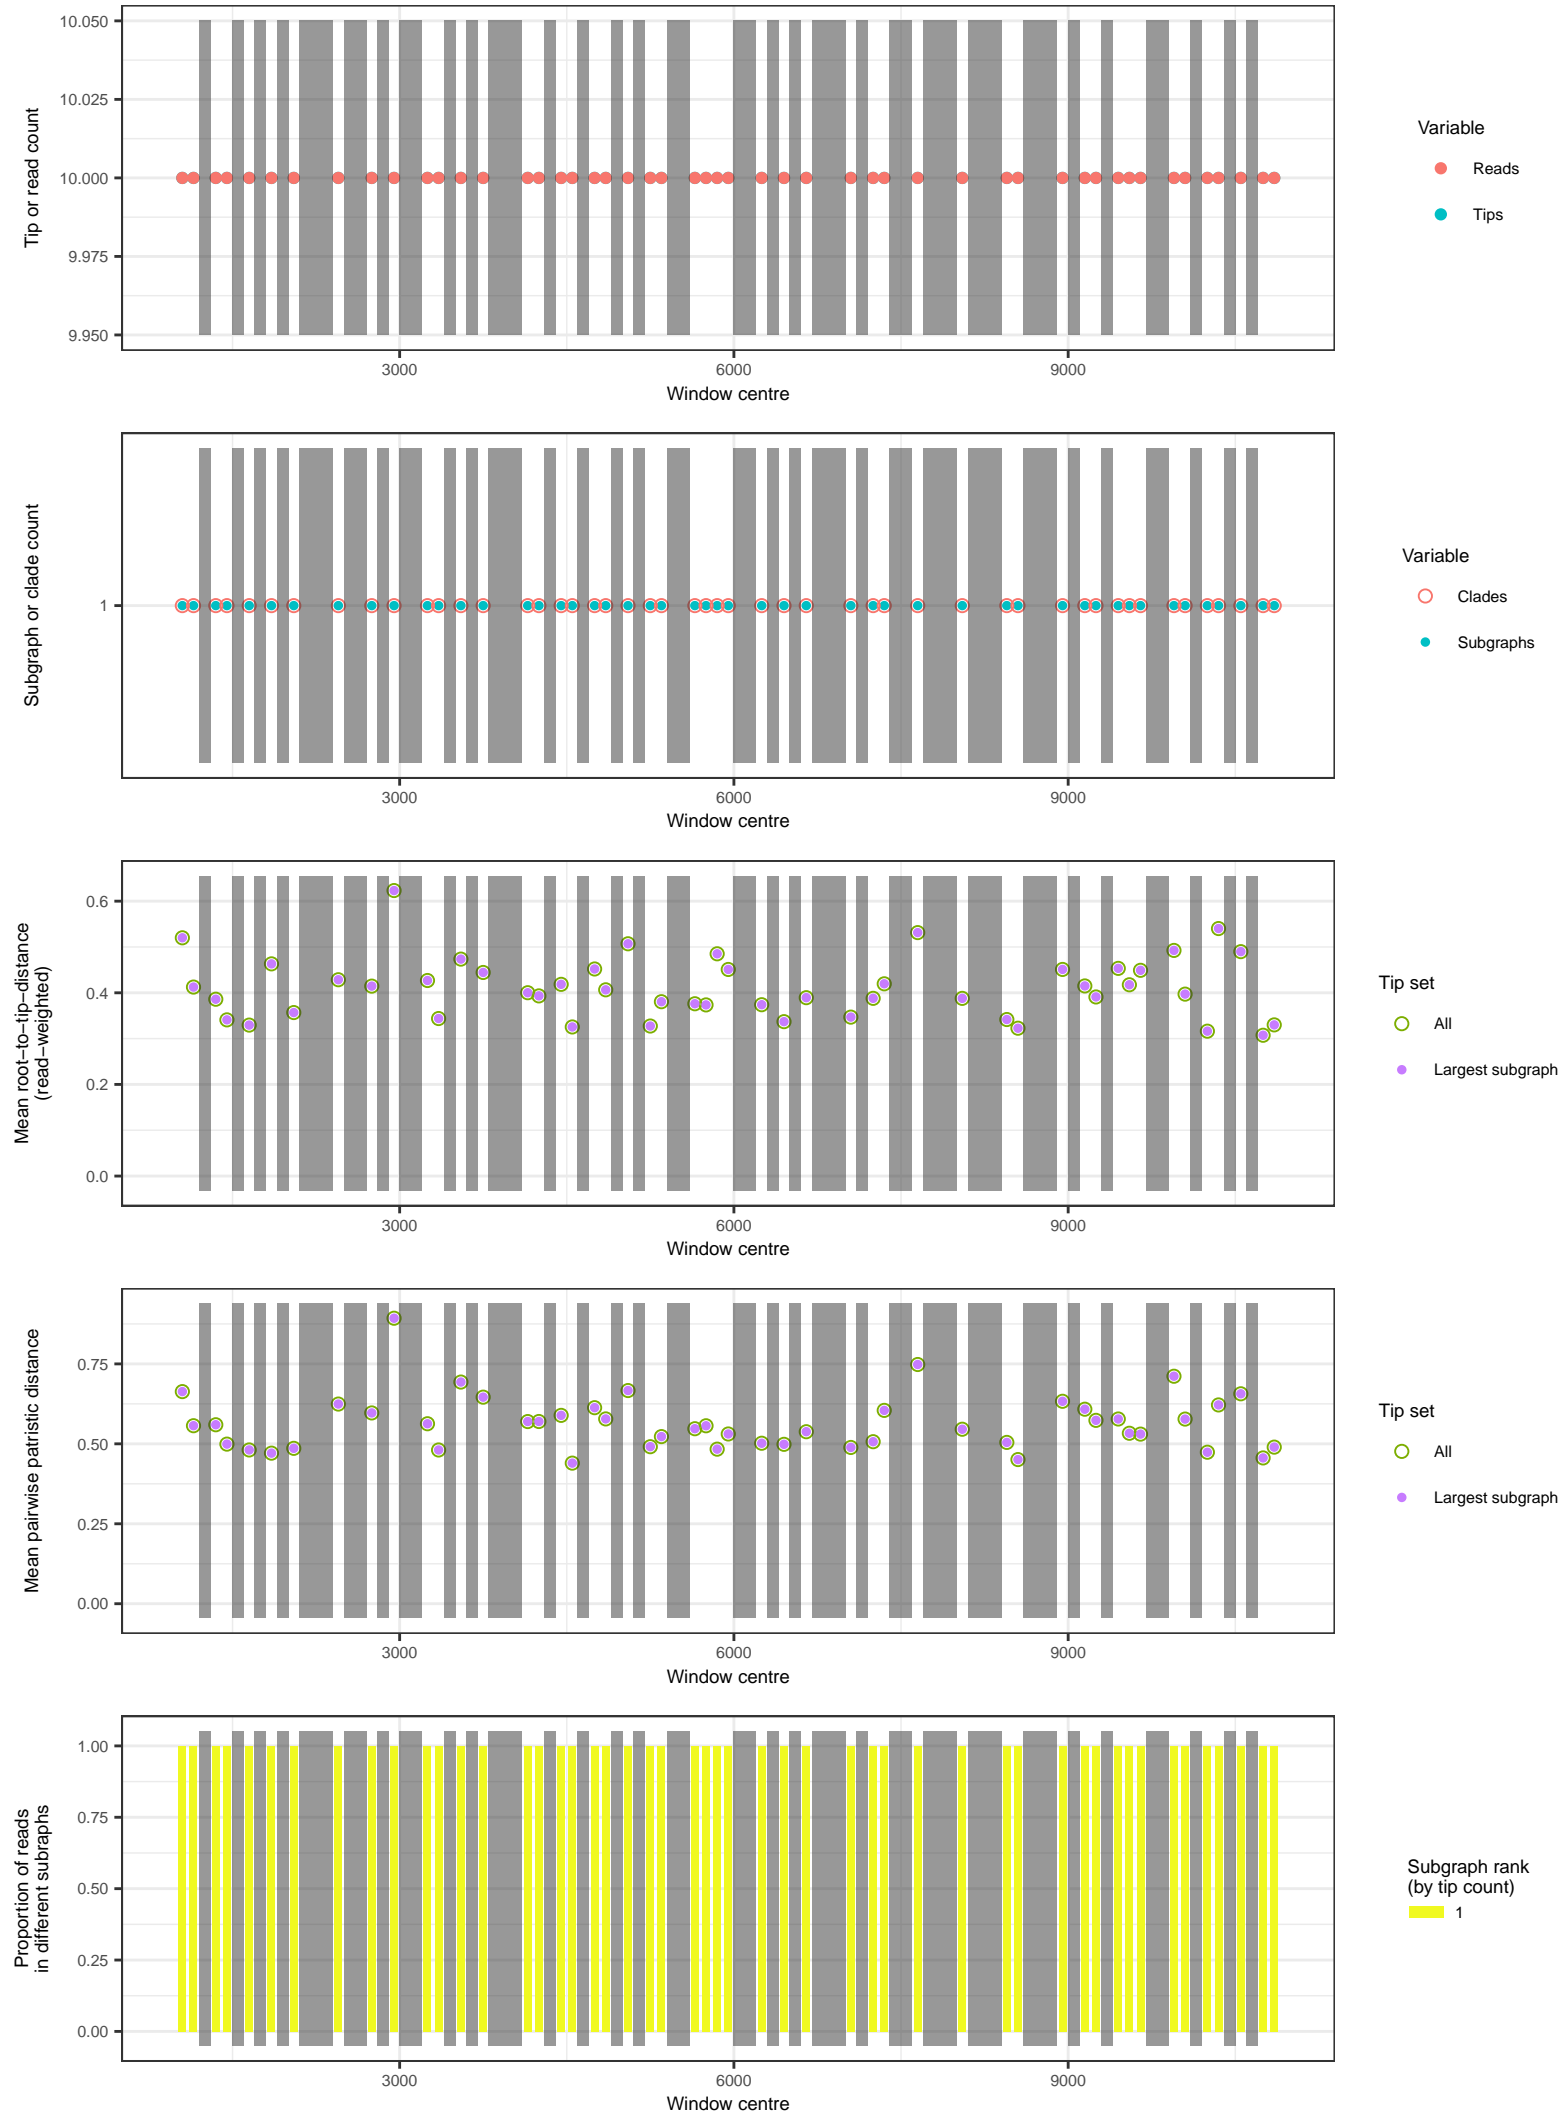 10.050
10.025
10.000
9.975
9.950
Tip or read count
3000
6000
9000
Window centre
Variable
Reads
Tips
1
Subgraph or clade count
3000
6000
9000
Window centre
Variable
Clades
Subgraphs
0.6
0.4
0.2
0.0
Mean root−to−tip−distance
(read−weighted)
3000
6000
9000
Window centre
Tip set
All
Largest subgraph
0.75
0.50
0.25
0.00
Mean pairwise patristic distance
3000
6000
9000
Window centre
Tip set
All
Largest subgraph
1.00
0.75
0.50
0.25
0.00
Proportion of reads
in different subraphs
3000
6000
9000
Window centre
Subgraph rank
(by tip count)
1